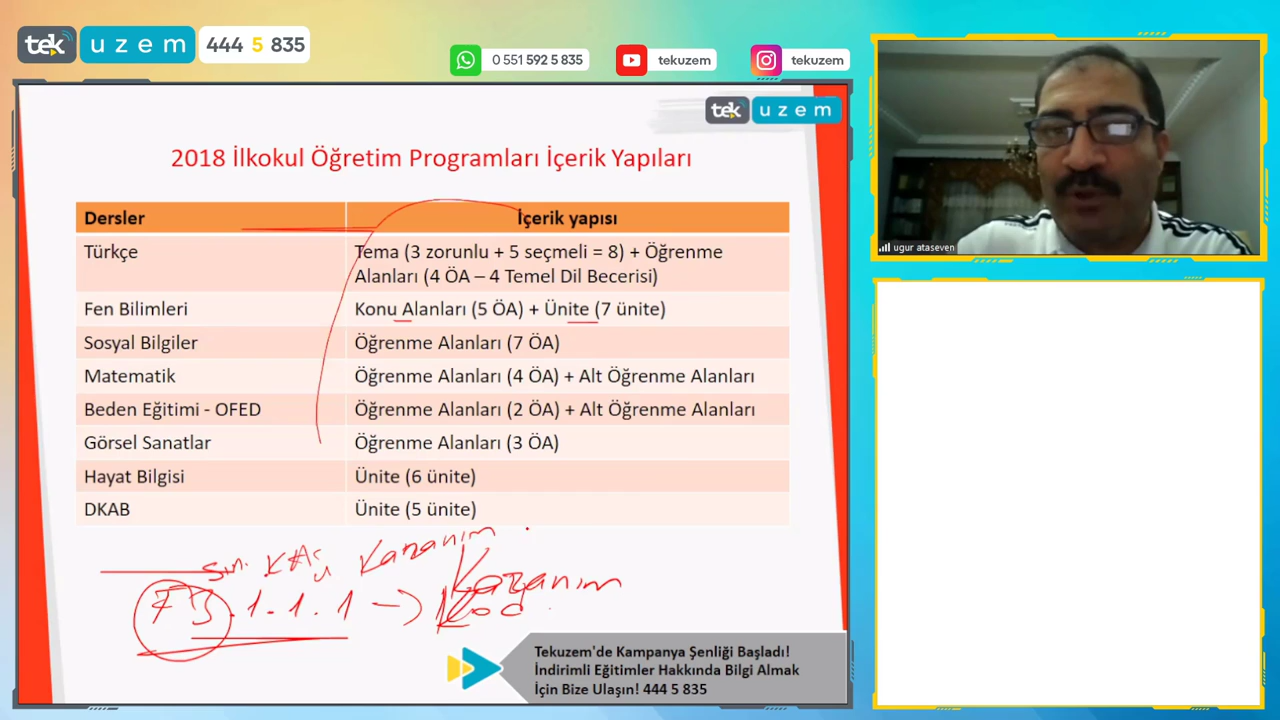 tek uzem 444 5 835
0 551 592 5 835 tekuzem tekuzem
tek uzem
2018 İlkokul Öğretim Programları İçerik Yapıları
Dersler İçerik yapısı
Türkçe Tema (3 zorunlu + 5 seçmeli = 8) + Öğrenme
Alanları (4 ÖA – 4 Temel Dil Becerisi)
Fen Bilimleri Konu Alanları (5 ÖA) + Ünite (7 ünite)
Sosyal Bilgiler Öğrenme Alanları (7 ÖA)
Matematik Öğrenme Alanları (4 ÖA) + Alt Öğrenme Alanları
Beden Eğitimi - OFED Öğrenme Alanları (2 ÖA) + Alt Öğrenme Alanları
Görsel Sanatlar Öğrenme Alanları (3 ÖA)
Hayat Bilgisi Ünite (6 ünite)
DKAB Ünite (5 ünite)
Kazanım
Kazanım
.1.1.1
Tekuzem'de Kampanya Şenliği Başladı!
İndirimli Eğitimler Hakkında Bilgi Almak
İçin Bize Ulaşın! 444 5 835
ugur ataseven